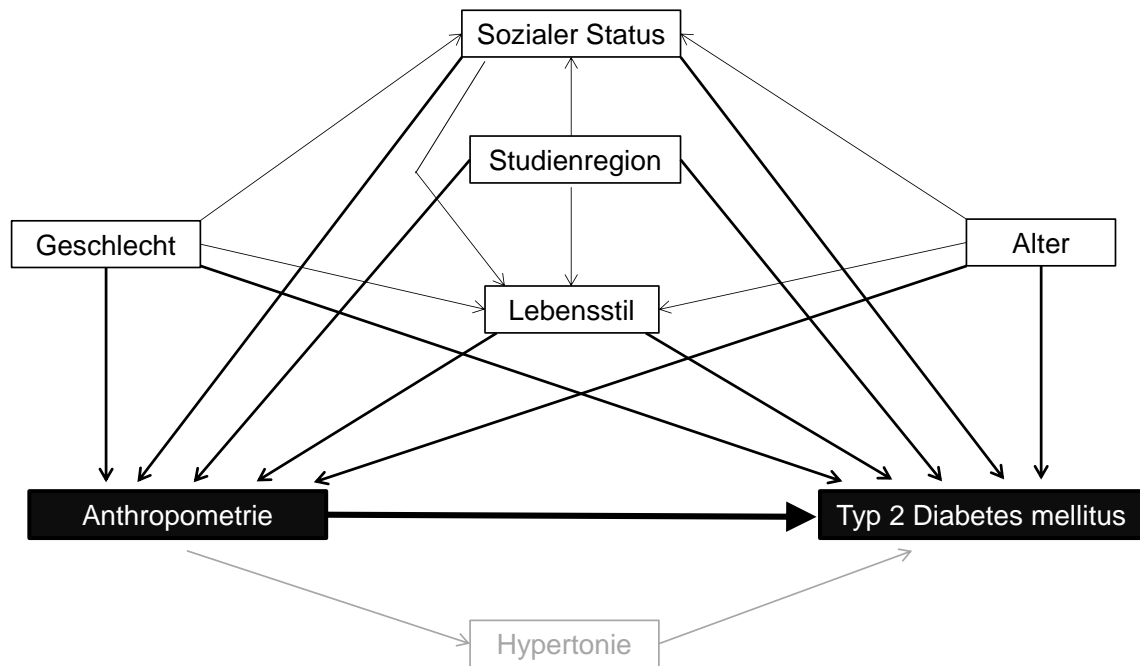 Sozialer Status
Studienregion
Geschlecht
Alter
Lebensstil
Anthropometrie
Typ 2 Diabetes mellitus
Hypertonie